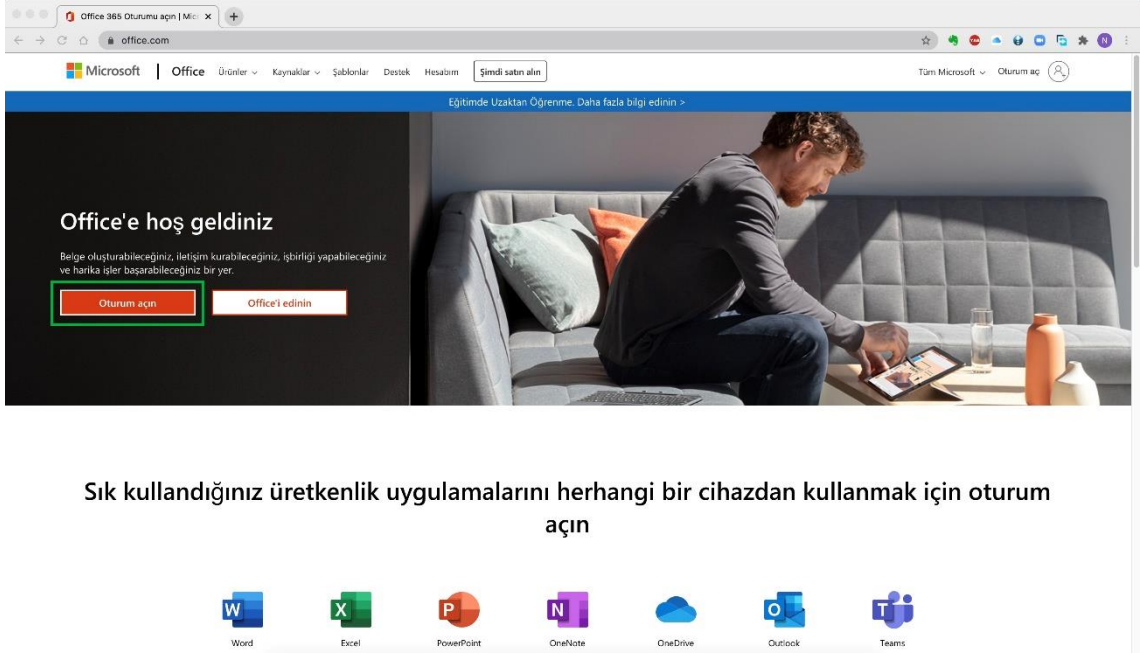 Office 365 Oturumu açın | Mic
office.com
N
Microsoft Office Ürünler Kaynaklar Şablonlar Destek Hesabım Şimdi satın alın Tüm Microsoft Oturum aç
Eğitimde Uzaktan Öğrenme. Daha fazla bilgi edinin >
Office'e hoş geldiniz
Belge oluşturabileceğiniz, iletişim kurabileceğiniz, işbirliği yapabileceğiniz
ve harika işler başarabileceğiniz bir yer.
Oturum açın Office'i edinin
Sık kullandığınız üretkenlik uygulamalarını herhangi bir cihazdan kullanmak için oturum
açın
W X P N O T
Word Excel PowerPoint OneNote OneDrive Outlook Teams